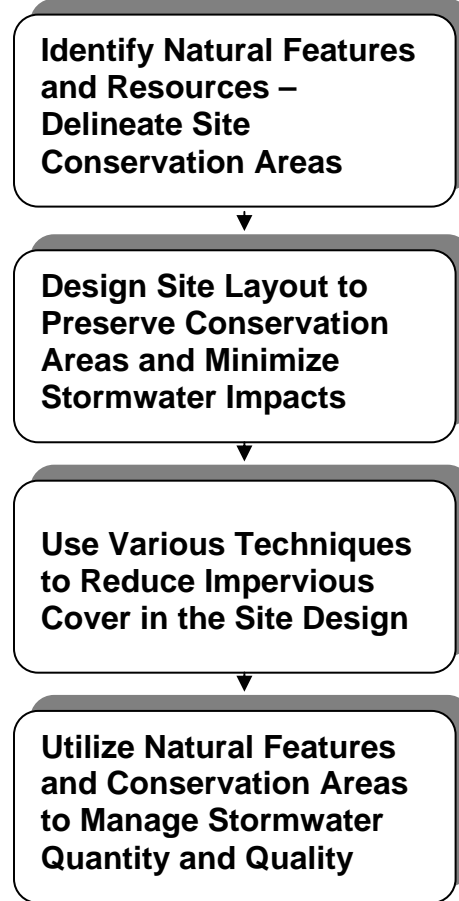 Identify Natural Features
and Resources –
Delineate Site
Conservation Areas
Design Site Layout to
Preserve Conservation
Areas and Minimize
Stormwater Impacts
Use Various Techniques
to Reduce Impervious
Cover in the Site Design
Utilize Natural Features
and Conservation Areas
to Manage Stormwater
Quantity and Quality